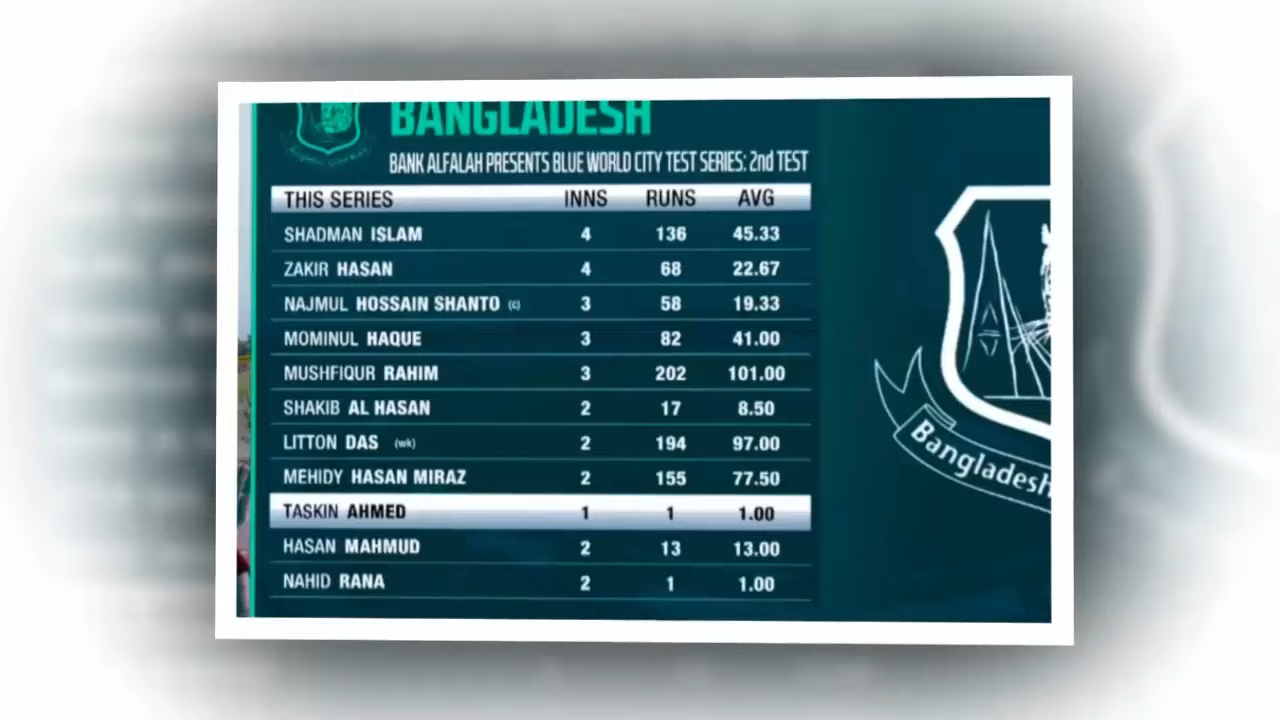 BANGLADESH
BANK ALFALAH PRESENTS BLUE WORLD CITY TEST SERIES: 2nd TEST
THIS SERIES INNS RUNS AVG
SHADMAN ISLAM 4 136 45.33
ZAKIR HASAN 4 68 22.67
NAJMUL HOSSAIN SHANTO (c) 3 58 19.33
MOMINUL HAQUE 3 82 41.00
MUSHFIQUR RAHIM 3 202 101.00
SHAKIB AL HASAN 2 17 8.50
LITTON DAS (wk) 2 194 97.00
MEHIDY HASAN MIRAZ 2 155 77.50
TASKIN AHMED 1 1 1.00
HASAN MAHMUD 2 13 13.00
NAHID RANA 2 1 1.00
Bangladesh